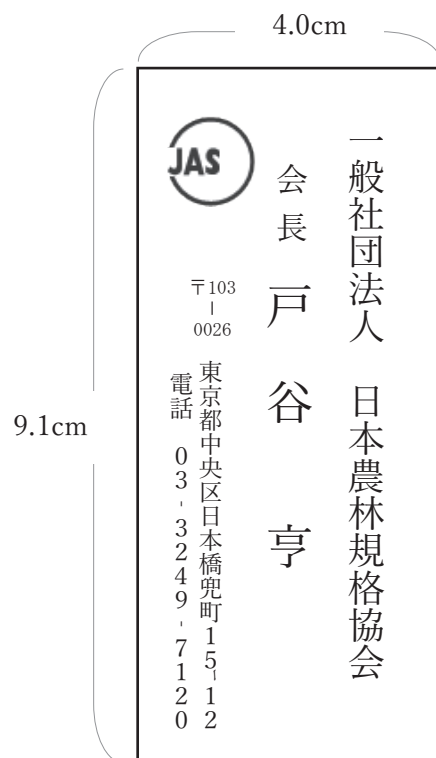 4.0cm
9.1cm
一般社団法人 日本農林規格協会
会長 戸谷 亨
JAS
〒103-0026
東京都中央区日本橋兜町15-12
電話 03-3249-7120